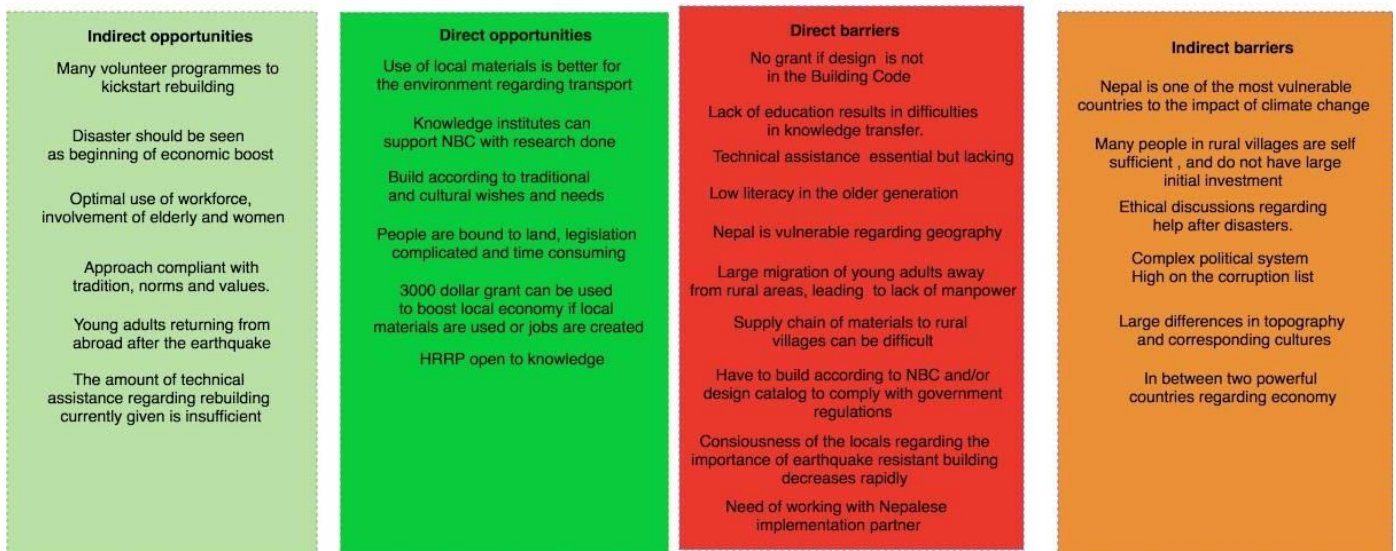 Indirect opportunities
Many volunteer programmes to
kickstart rebuilding
Disaster should be seen
as beginning of economic boost
Optimal use of workforce,
involvement of elderly and women
Approach compliant with
tradition, norms and values.
Young adults returning from
abroad after the earthquake
The amount of technical
assistance regarding rebuilding
currently given is insufficient
Direct opportunities
Use of local materials is better for
the environment regarding transport
Knowledge institutes can
support NBC with research done
Build according to traditional
and cultural wishes and needs
People are bound to land, legislation
complicated and time consuming
3000 dollar grant can be used
to boost local economy if local
materials are used or jobs are created
HRRP open to knowledge
Direct barriers
No grant if design is not
in the Building Code
Lack of education results in difficulties
in knowledge transfer.
Technical assistance essential but lacking
Low literacy in the older generation
Nepal is vulnerable regarding geography
Large migration of young adults away
from rural areas, leading to lack of manpower
Supply chain of materials to rural
villages can be difficult
Have to build according to NBC and/or
design catalog to comply with government
regulations
Consiousness of the locals regarding the
importance of earthquake resistant building
decreases rapidly
Need of working with Nepalese
implementation partner
Indirect barriers
Nepal is one of the most vulnerable
countries to the impact of climate change
Many people in rural villages are self
sufficient , and do not have large
initial investment
Ethical discussions regarding
help after disasters.
Complex political system
High on the corruption list
Large differences in topography
and corresponding cultures
In between two powerful
countries regarding economy